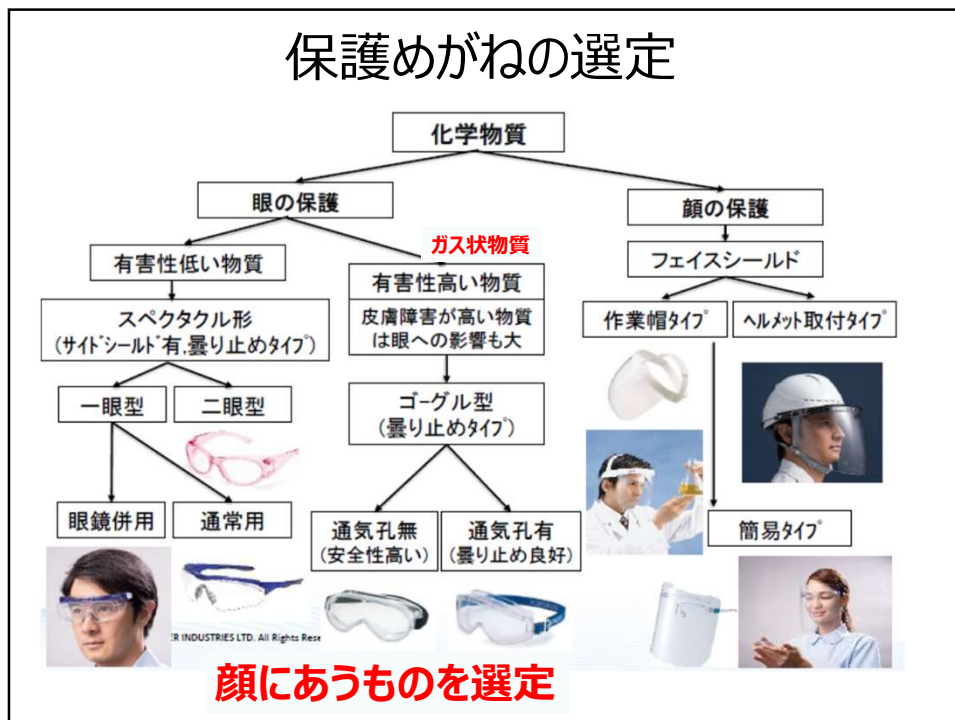 保護めがねの選定
化学物質
眼の保護
顔の保護
ガス状物質
有害性低い物質
有害性高い物質
皮膚障害が高い物質
は眼への影響も大
フェイスシールド
スペクタクル形
(ｻｲﾄﾞｼｰﾙﾄﾞ有,曇り止めﾀｲﾌﾟ)
作業帽ﾀｲﾌﾟ
ﾍﾙﾒｯﾄ取付ﾀｲﾌﾟ
一眼型
二眼型
ゴｰグル型
(曇り止めﾀｲﾌﾟ)
眼鏡併用
通常用
通気孔無
(安全性高い)
通気孔有
(曇り止め良好)
簡易ﾀｲﾌﾟ
ER INDUSTRIES LTD. All Rights Rese
顔にあうものを選定